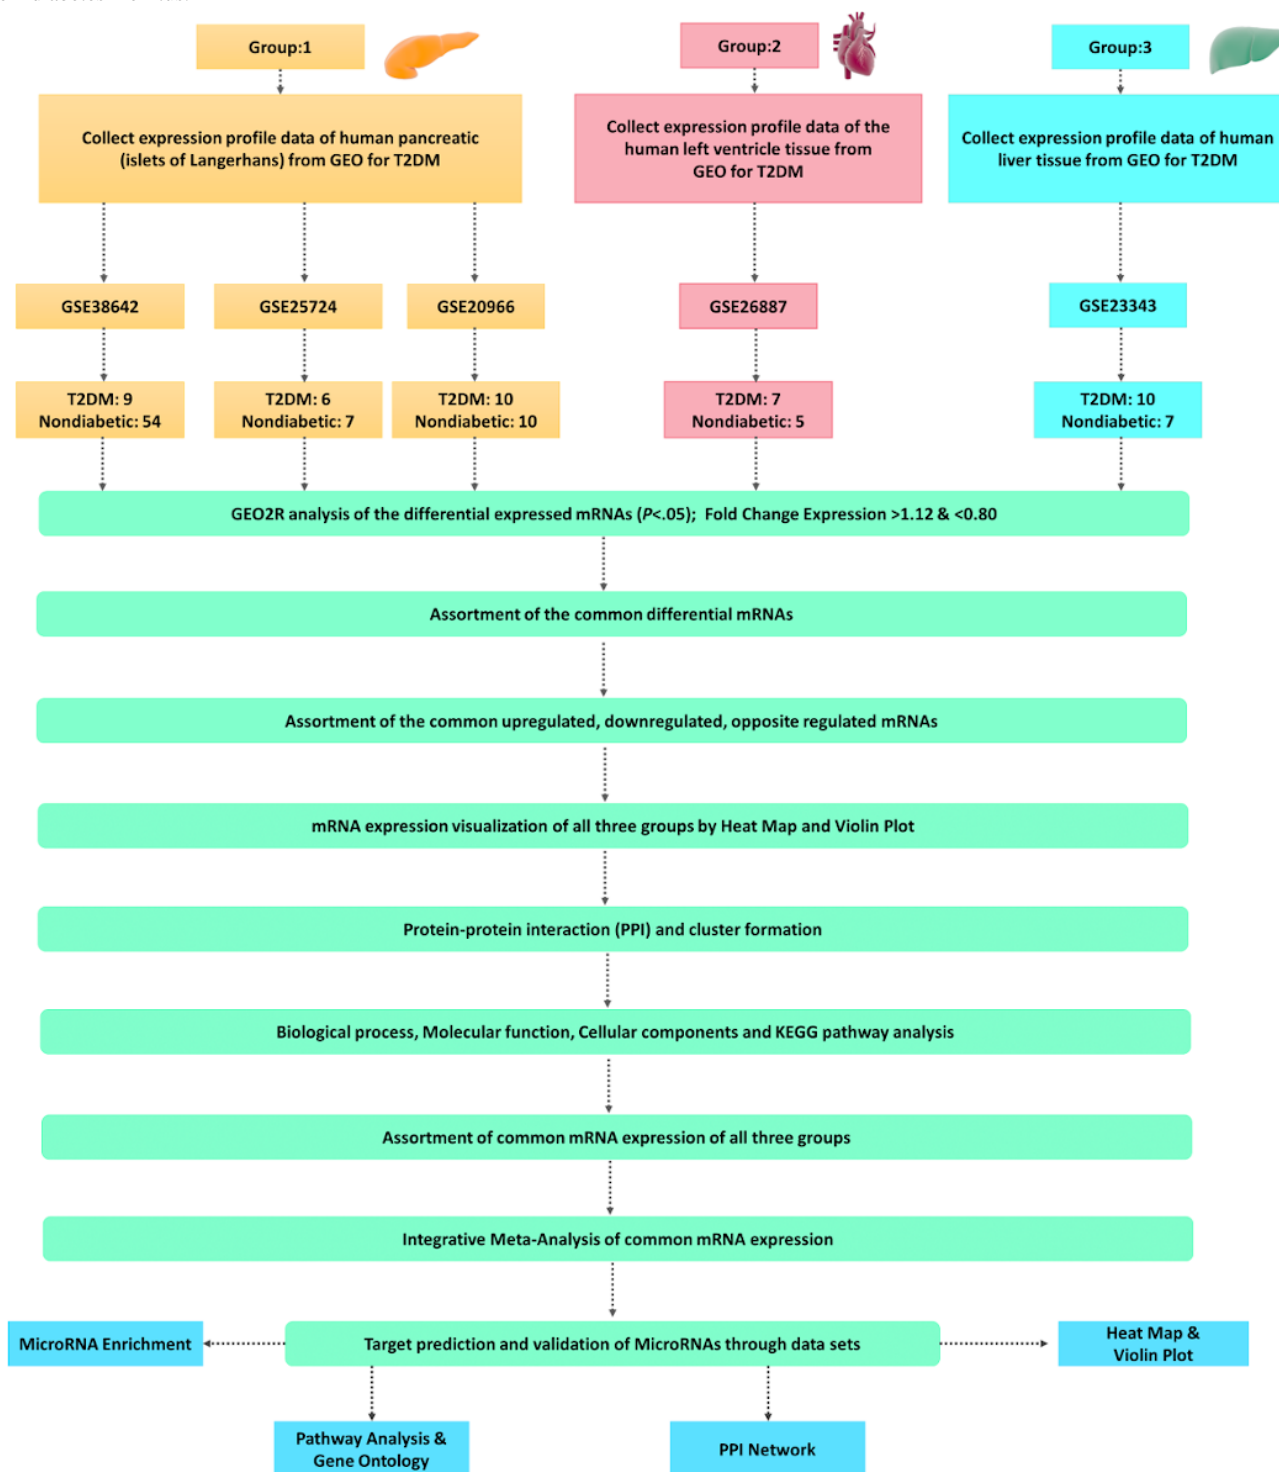 Group:1
Group:2
Group:3
Collect expression profile data of human pancreatic
(islets of Langerhans) from GEO for T2DM
Collect expression profile data of the
human left ventricle tissue from
GEO for T2DM
Collect expression profile data of human
liver tissue from GEO for T2DM
GSE38642
GSE25724
GSE20966
GSE26887
GSE23343
T2DM: 9
Nondiabetic: 54
T2DM: 6
Nondiabetic: 7
T2DM: 10
Nondiabetic: 10
T2DM: 7
Nondiabetic: 5
T2DM: 10
Nondiabetic: 7
GEO2R analysis of the differential expressed mRNAs (P<.05); Fold Change Expression >1.12 & <0.80
Assortment of the common differential mRNAs
Assortment of the common upregulated, downregulated, opposite regulated mRNAs
mRNA expression visualization of all three groups by Heat Map and Violin Plot
Protein-protein interaction (PPI) and cluster formation
Biological process, Molecular function, Cellular components and KEGG pathway analysis
Assortment of common mRNA expression of all three groups
Integrative Meta-Analysis of common mRNA expression
MicroRNA Enrichment
Target prediction and validation of MicroRNAs through data sets
Heat Map &
Violin Plot
Pathway Analysis &
Gene Ontology
PPI Network